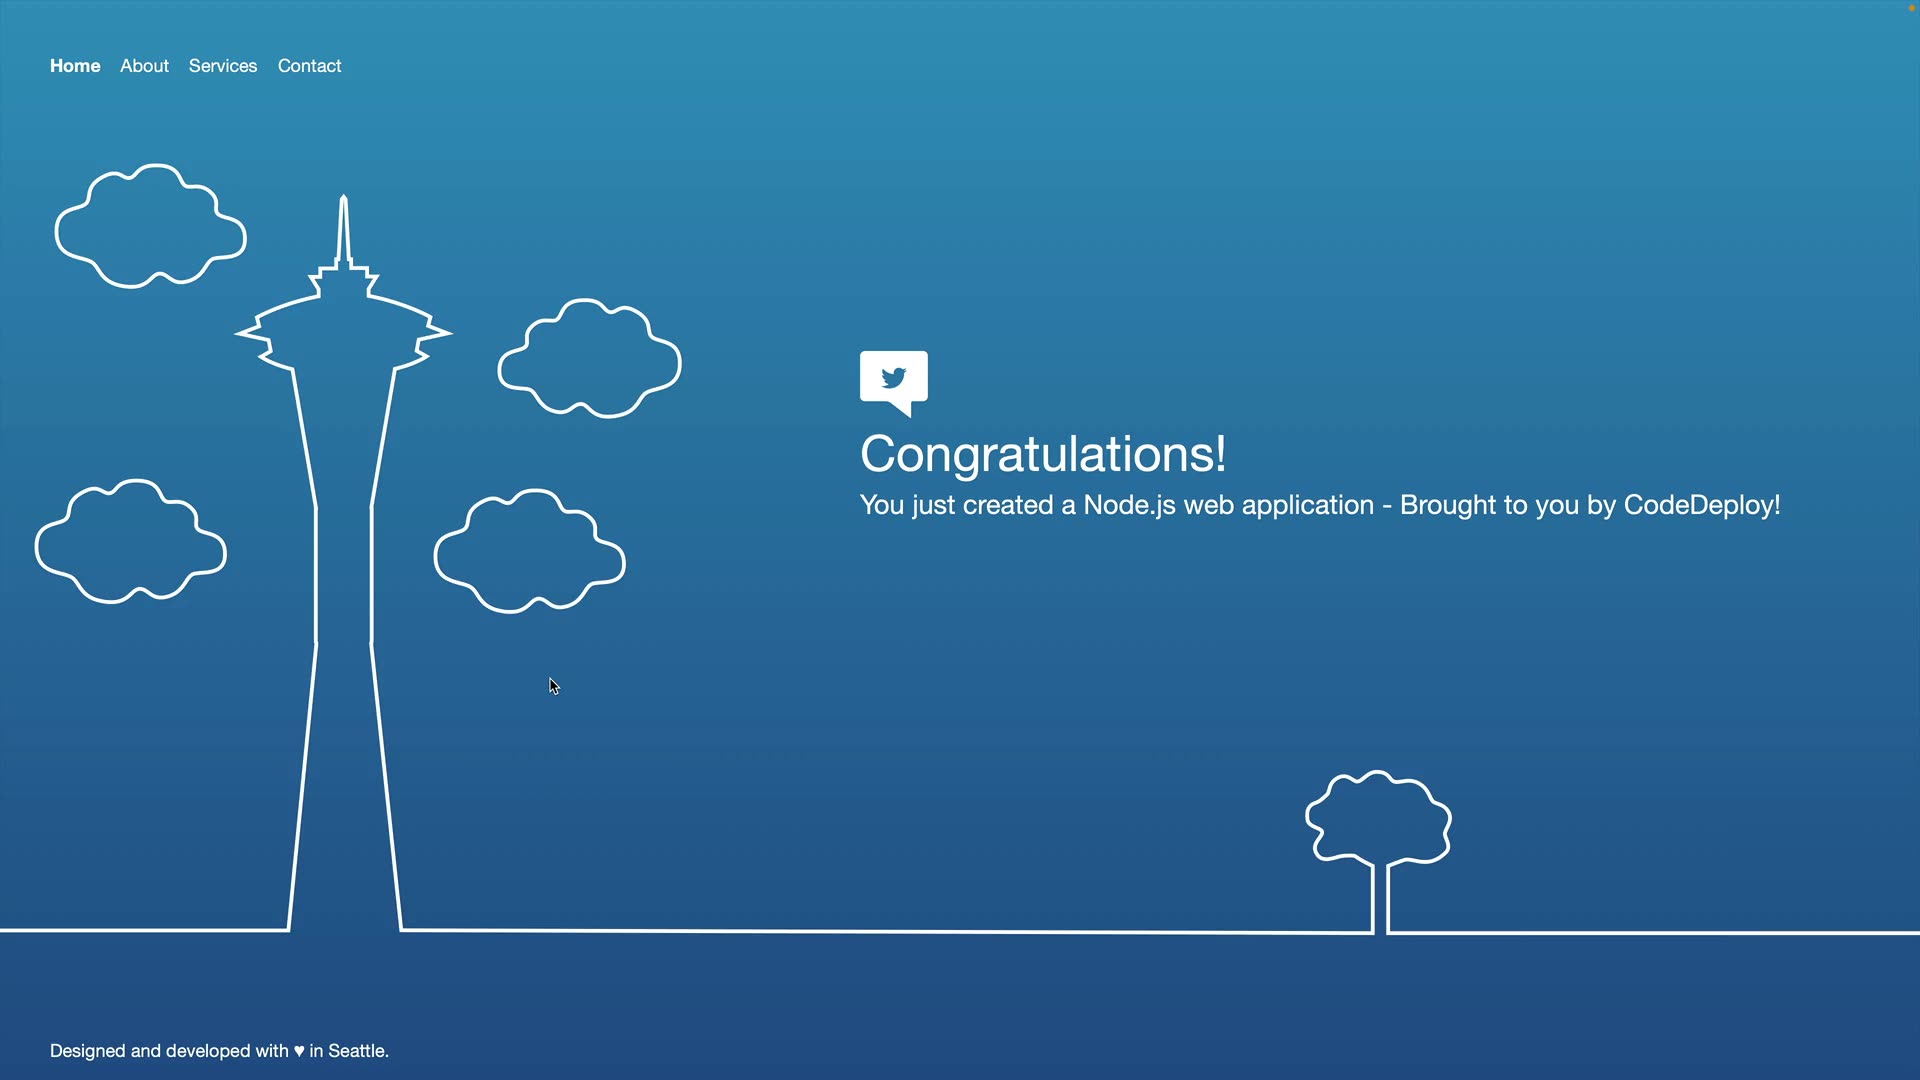 Home About Services Contact
Congratulations!
You just created a Node.js web application - Brought to you by CodeDeploy!
Designed and developed with ♥ in Seattle.